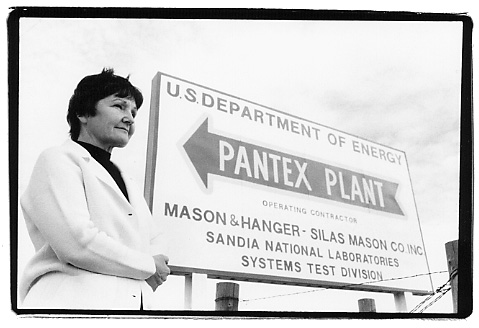 U.S. DEPARTMENT OF ENERGY
PANTEX PLANT
OPERATING CONTRACTOR
MASON & HANGER - SILAS MASON CO. INC
SANDIA NATIONAL LABORATORIES
SYSTEMS TEST DIVISION